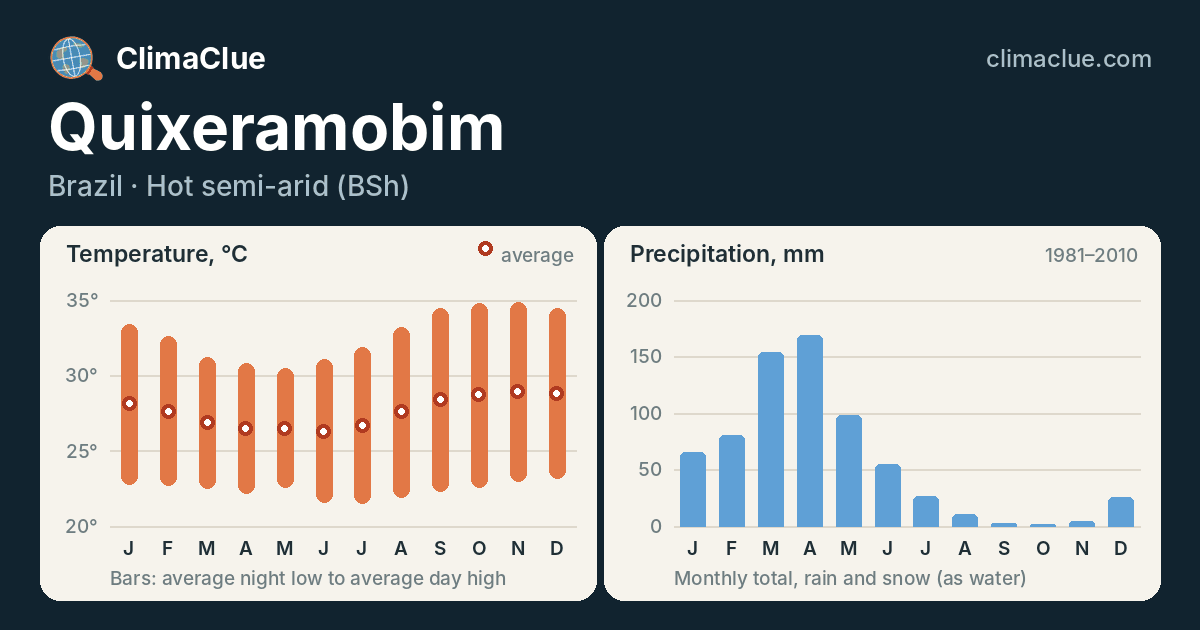 ClimaClue
climaclue.com
Quixeramobim
Brazil · Hot semi-arid (BSh)
Temperature, °C
average
35°
30°
25°
20°
J F M A M J J A S O N D
Bars: average night low to average day high
Precipitation, mm
1981–2010
200
150
100
50
0
J F M A M J J A S O N D
Monthly total, rain and snow (as water)